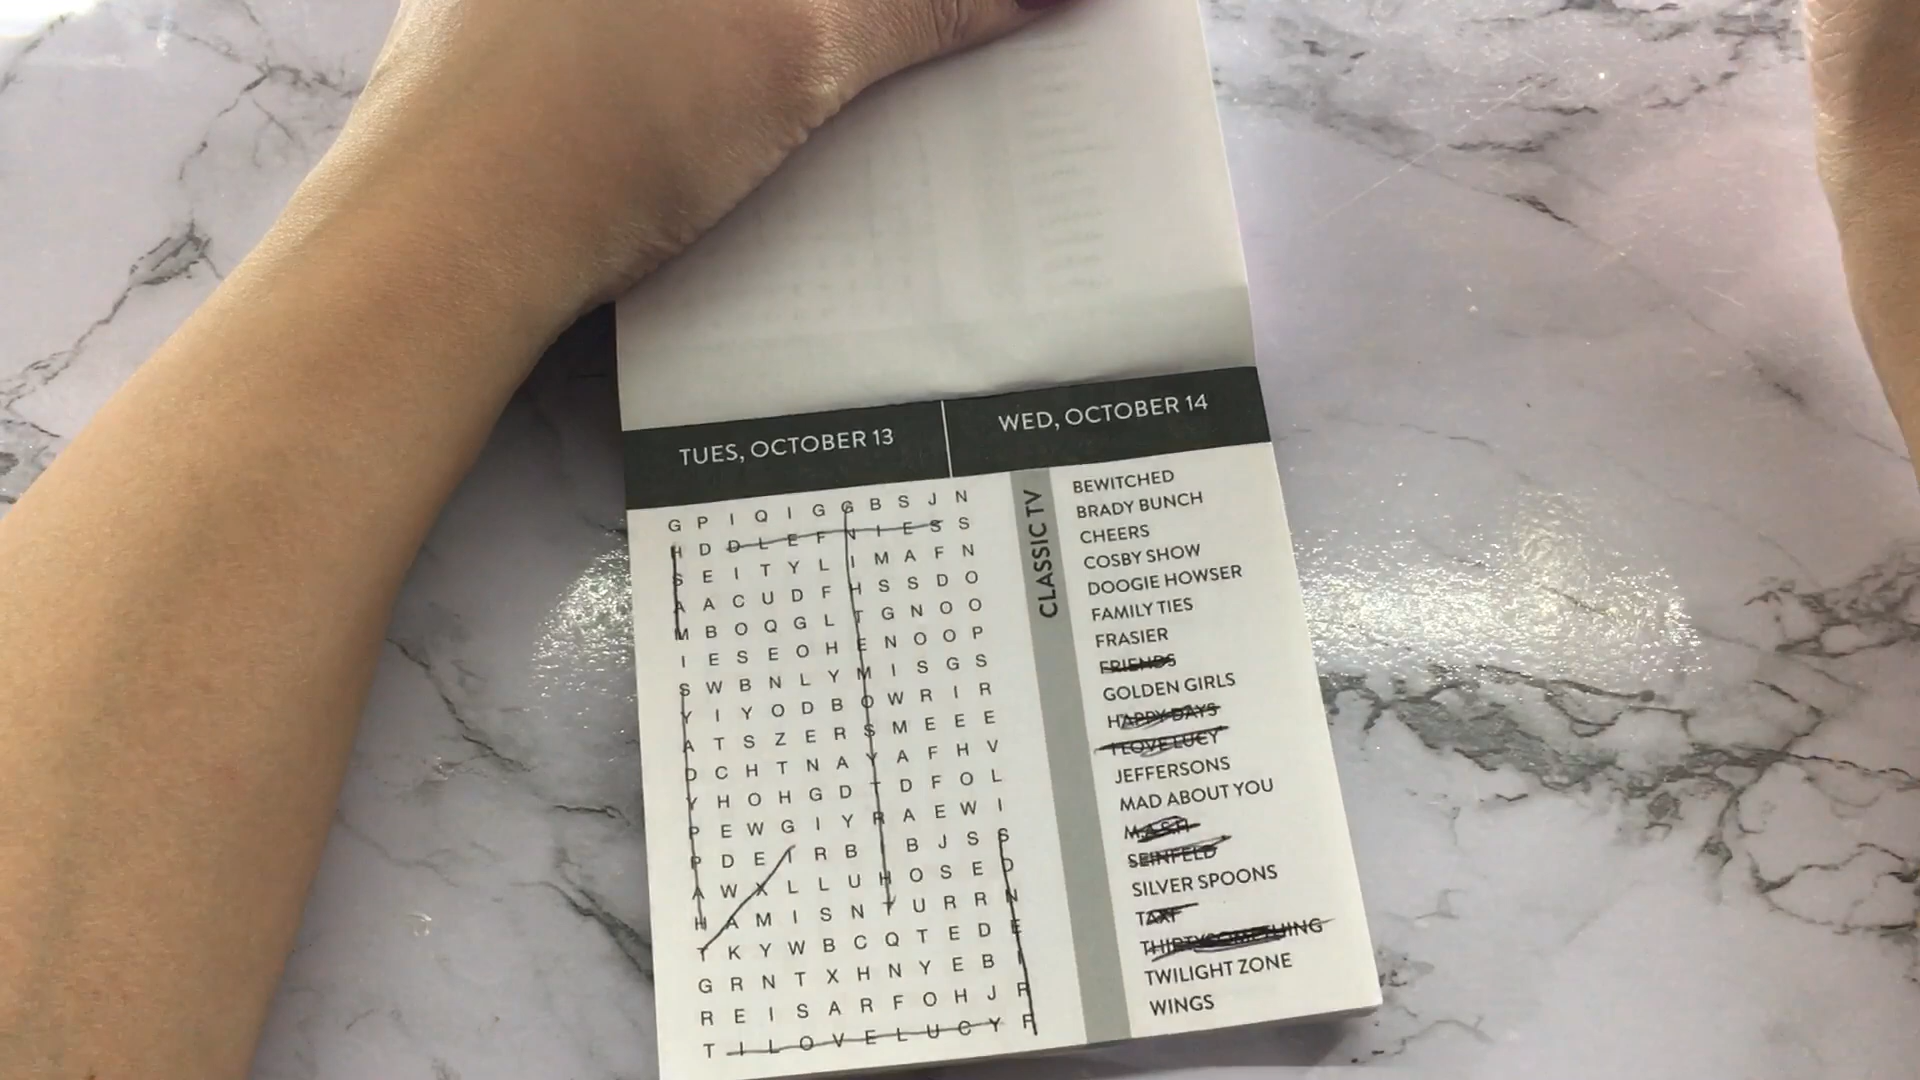 TUES, OCTOBER 13
WED, OCTOBER 14
G P I Q I G G B S J N
H D D L E F N I E S S
S E I T Y L I M A F N
A A C U D F H S S D O
M B O Q G L T G N O O
I E S E O H E N O O P
S W B N L Y M I S G S
Y I Y O D B O W R I R
A T S Z E R S M E E E
D C H T N A Y A F H V
Y H O H G D T D F O L
P E W G I Y R A E W I
P D E I R B I B J S S
A W X L L U H O S E D
H A M I S N T U R R N
T K Y W B C Q T E D E
G R N T X H N Y E B I
R E I S A R F O H J R
T I L O V E L U C Y F
CLASSIC TV
BEWITCHED
BRADY BUNCH
CHEERS
COSBY SHOW
DOOGIE HOWSER
FAMILY TIES
FRASIER
FRIENDS
GOLDEN GIRLS
HAPPY DAYS
I LOVE LUCY
JEFFERSONS
MAD ABOUT YOU
M.A.S.H
SEINFELD
SILVER SPOONS
TAXI
THIRTYSOMETHING
TWILIGHT ZONE
WINGS